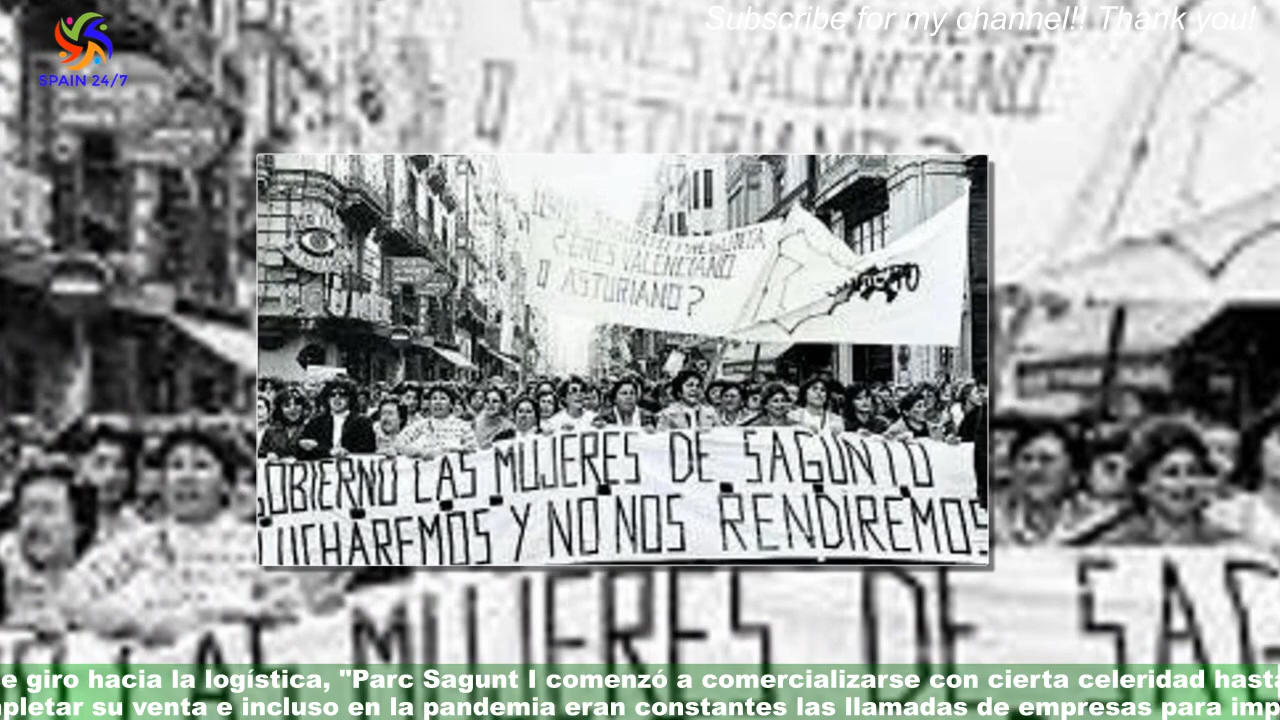 Subscribe for my channel!! Thank you!
SPAIN 24/7
¿ERES VALENCIANO
O ASTURIANO?
GOBIERNO LAS MUJERES DE SAGUNTO
LUCHAREMOS Y NO NOS RENDIREMOS
e giro hacia la logística, "Parc Sagunt I comenzó a comercializarse con cierta celeridad hasta
pletar su venta e incluso en la pandemia eran constantes las llamadas de empresas para imp